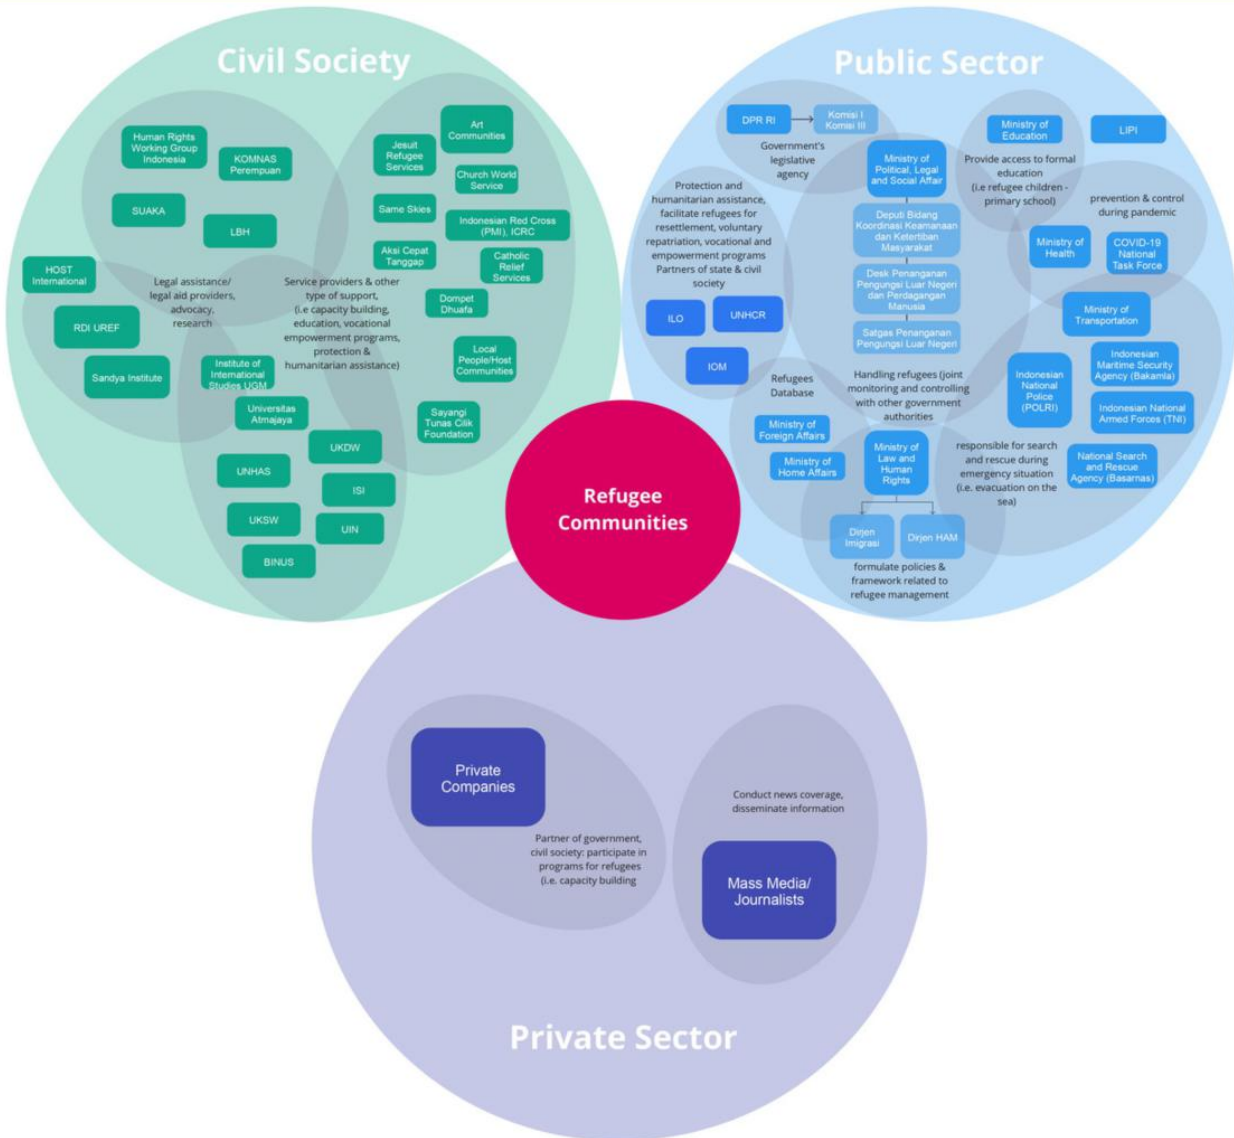 Civil Society
Human Rights
Working Group
Indonesia
KOMNAS
Perempuan
SUAKA
LBH
HOST
International
RDI UREF
Sandya Institute
Legal assistance/
legal aid providers,
advocacy,
research
Jesuit
Refugee
Services
Art
Communities
Church World
Service
Same Skies
Indonesian Red Cross
(PMI), ICRC
Aksi Cepat
Tanggap
Catholic
Relief
Services
Dompet
Dhuafa
Service providers & other
type of support,
(i.e capacity building,
education, vocational
empowerment programs,
protection &
humanitarian assistance)
Local
People/Host
Communities
Sayangi
Tunas Cilik
Foundation
Institute of
International
Studies UGM
Universitas
Atmajaya
UKDW
UNHAS
ISI
UKSW
UIN
BINUS
Public Sector
DPR RI
Komisi I
Komisi III
Government's
legislative
agency
Ministry of
Political, Legal
and Social Affair
Deputi Bidang
Koordinasi Keamanaan
dan Ketertiban
Masyarakat
Desk Penanganan
Pengungsi Luar Negeri
dan Perdagangan
Manusia
Satgas Penanganan
Pengungsi Luar Negeri
Handling refugees (joint
monitoring and controlling
with other government
authorities
Ministry of
Education
Provide access to formal
education
(i.e refugee children -
primary school)
LIPI
prevention & control
during pandemic
Ministry of
Health
COVID-19
National
Task Force
Protection and
humanitarian assistance,
facilitate refugees for
resettlement, voluntary
repatriation, vocational and
empowerment programs
Partners of state & civil
society
ILO
UNHCR
IOM
Refugees
Database
Ministry of
Foreign Affairs
Ministry of
Home Affairs
Ministry of
Law and
Human
Rights
Dirjen
Imigrasi
Dirjen HAM
formulate policies &
framework related to
refugee management
Ministry of
Transportation
Indonesian
National
Police
(POLRI)
Indonesian
Maritime Security
Agency (Bakamla)
Indonesian National
Armed Forces (TNI)
National Search
and Rescue
Agency (Basarnas)
responsible for search
and rescue during
emergency situation
(i.e. evacuation on the
sea)
Refugee
Communities
Private
Companies
Partner of government,
civil society: participate in
programs for refugees
(i.e. capacity building
Conduct news coverage,
disseminate information
Mass Media/
Journalists
Private Sector